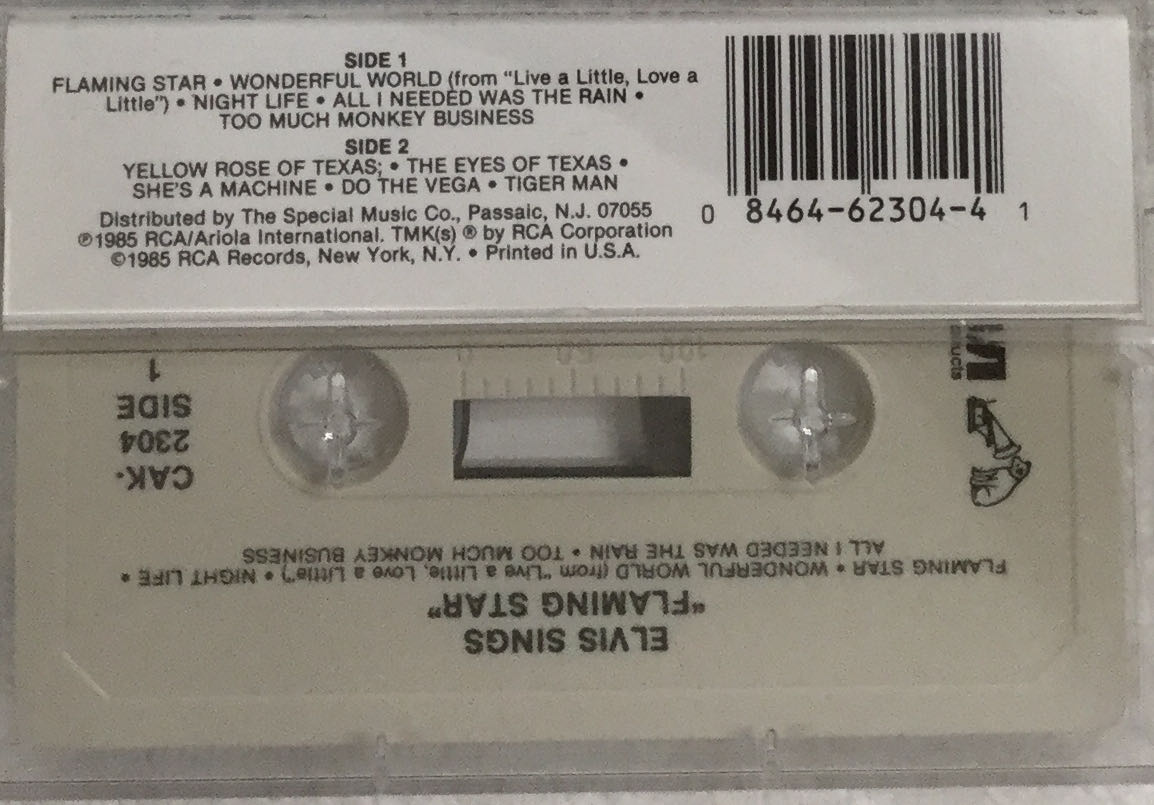 SIDE 1
FLAMING STAR • WONDERFUL WORLD (from "Live a Little, Love a
Little") • NIGHT LIFE • ALL I NEEDED WAS THE RAIN •
TOO MUCH MONKEY BUSINESS
SIDE 2
YELLOW ROSE OF TEXAS; • THE EYES OF TEXAS •
SHE'S A MACHINE • DO THE VEGA • TIGER MAN
Distributed by The Special Music Co., Passaic, N.J. 07055
℗1985 RCA/Ariola International. TMK(s) ® by RCA Corporation
©1985 RCA Records, New York, N.Y. • Printed in U.S.A.
0 8464-62304-4 1
ELVIS SINGS
"FLAMING STAR"
FLAMING STAR • WONDERFUL WORLD (from "Live a Little, Love a Little") • NIGHT LIFE •
ALL I NEEDED WAS THE RAIN • TOO MUCH MONKEY BUSINESS
CAK-
2304
SIDE
1
0 50 100